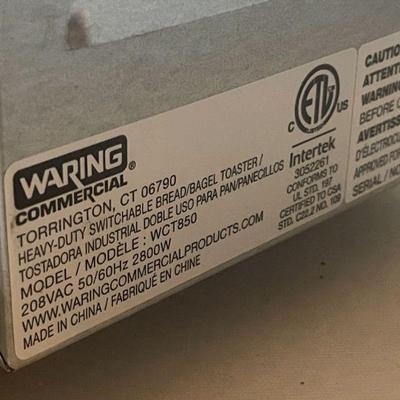 WARING
COMMERCIAL®
TORRINGTON, CT 06790
HEAVY-DUTY SWITCHABLE BREAD/BAGEL TOASTER /
TOSTADORA INDUSTRIAL DOBLE USO PARA PAN/PANECILLOS
MODEL / MODÈLE : WCT850
208VAC 50/60Hz 2800W
WWW.WARINGCOMMERCIALPRODUCTS.COM
MADE IN CHINA / FABRIQUÉ EN CHINE
ETL
C US
Intertek
3052261
CONFORMS TO
UL STD. 197
CERTIFIED TO CSA
STD. C22.2 NO. 109
CAUTIO
ATTENTI
WARNING
BEFORE C
AVERTISS
D'ÉLECTROCU
APPROVED FOR
SERIAL / NO